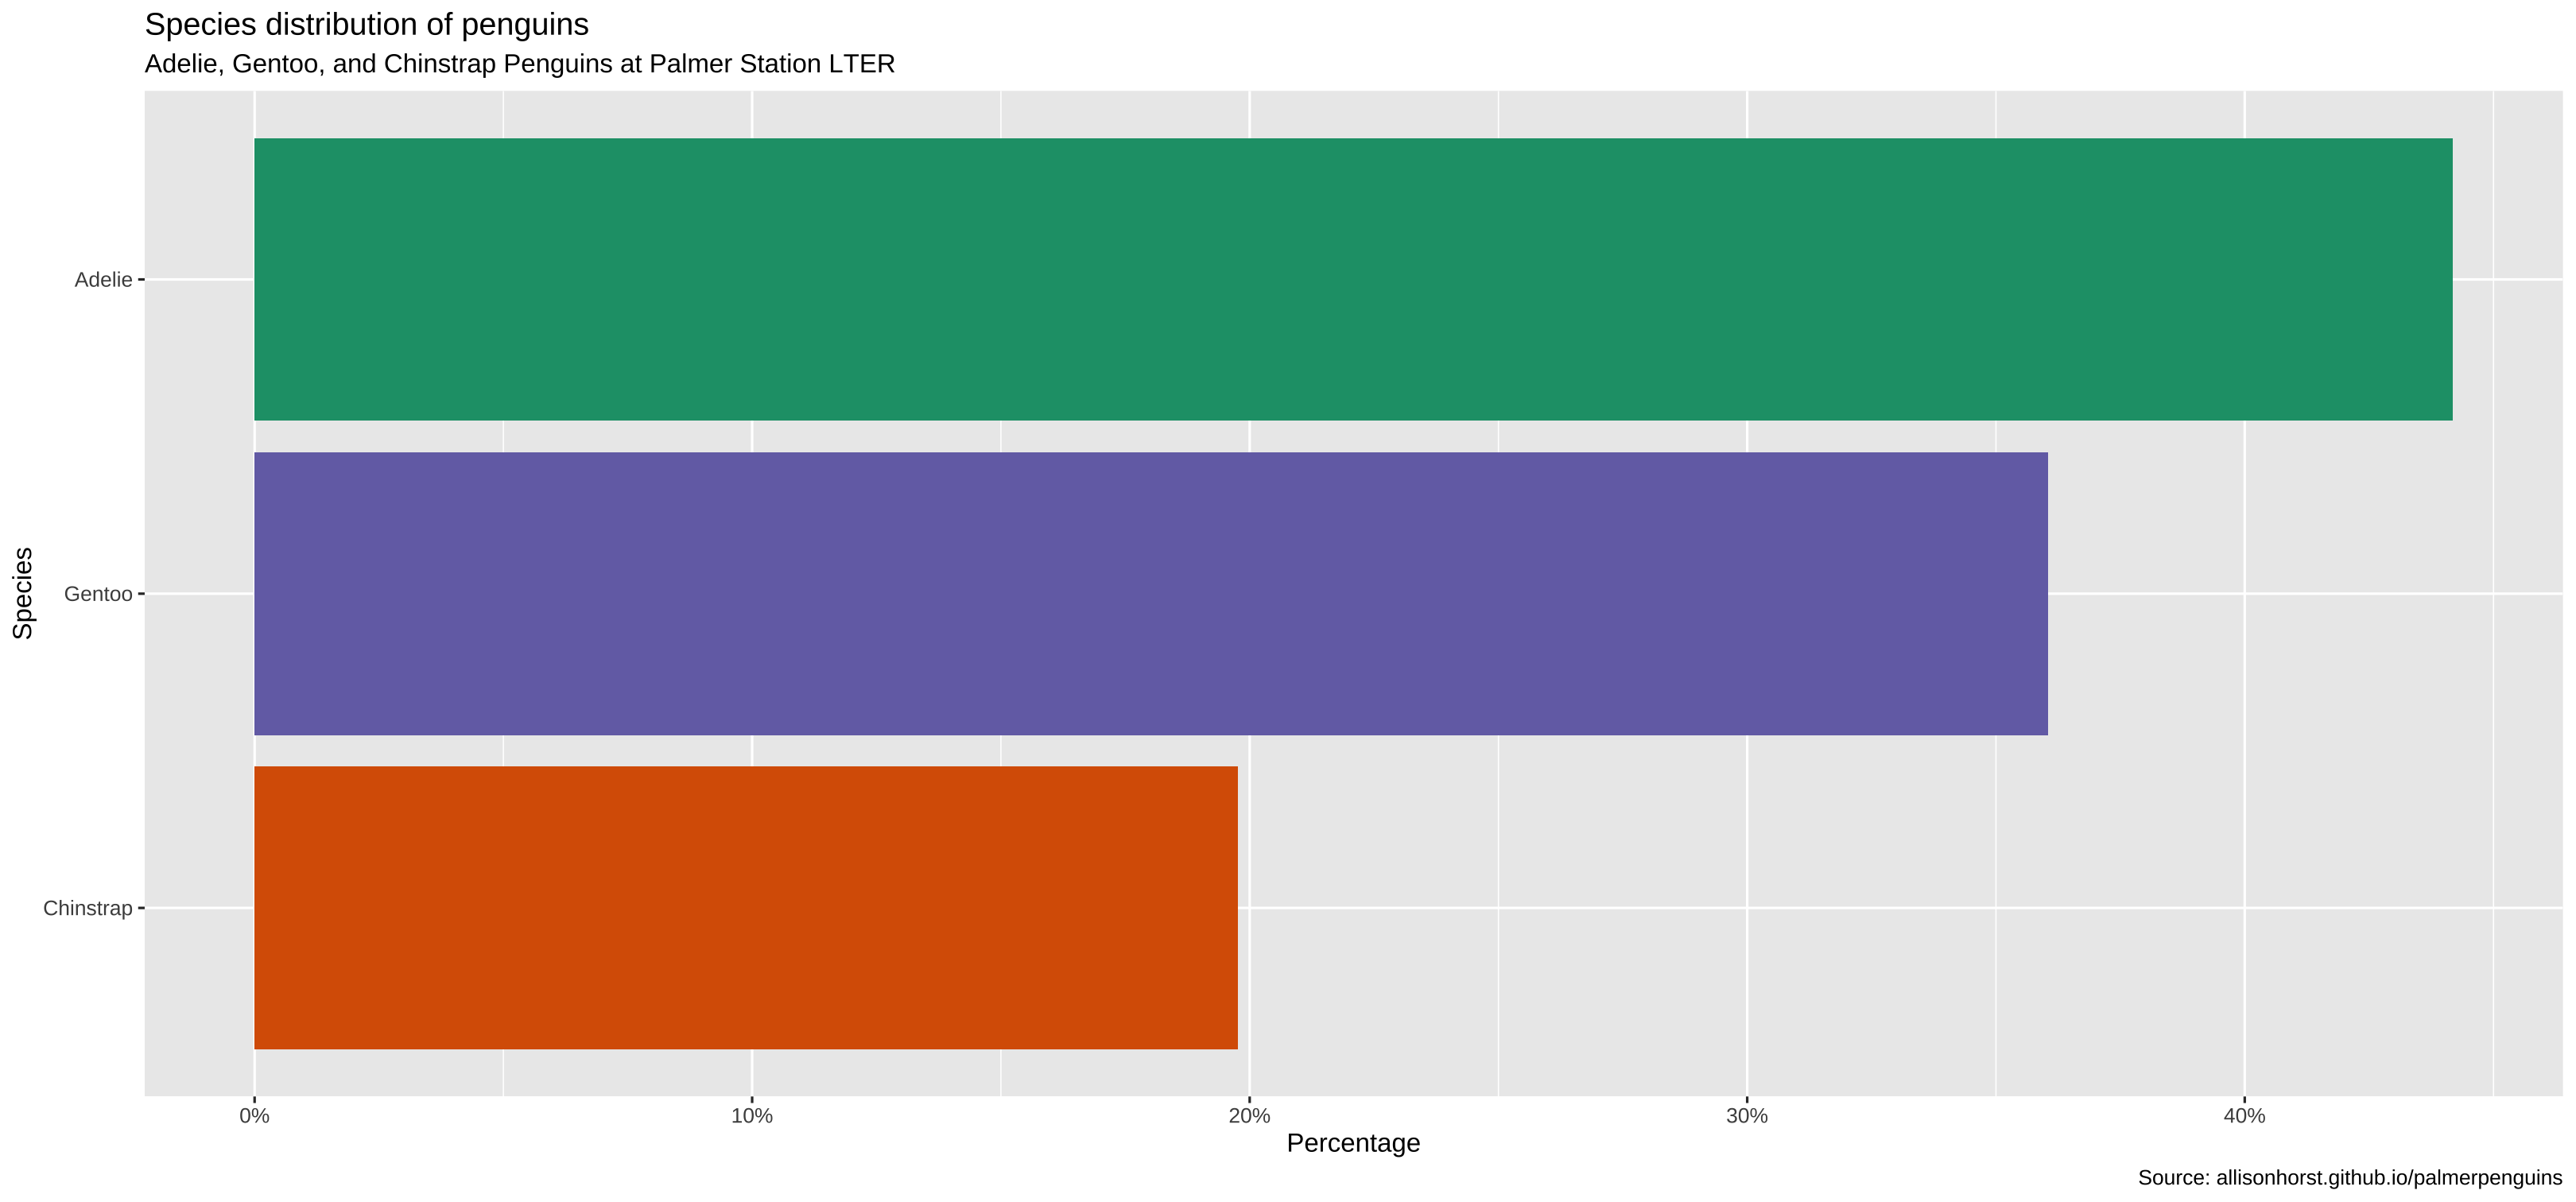 Species distribution of penguins
Adelie, Gentoo, and Chinstrap Penguins at Palmer Station LTER
Species
Adelie
Gentoo
Chinstrap
0% 10% 20% 30% 40%
Percentage
Source: allisonhorst.github.io/palmerpenguins